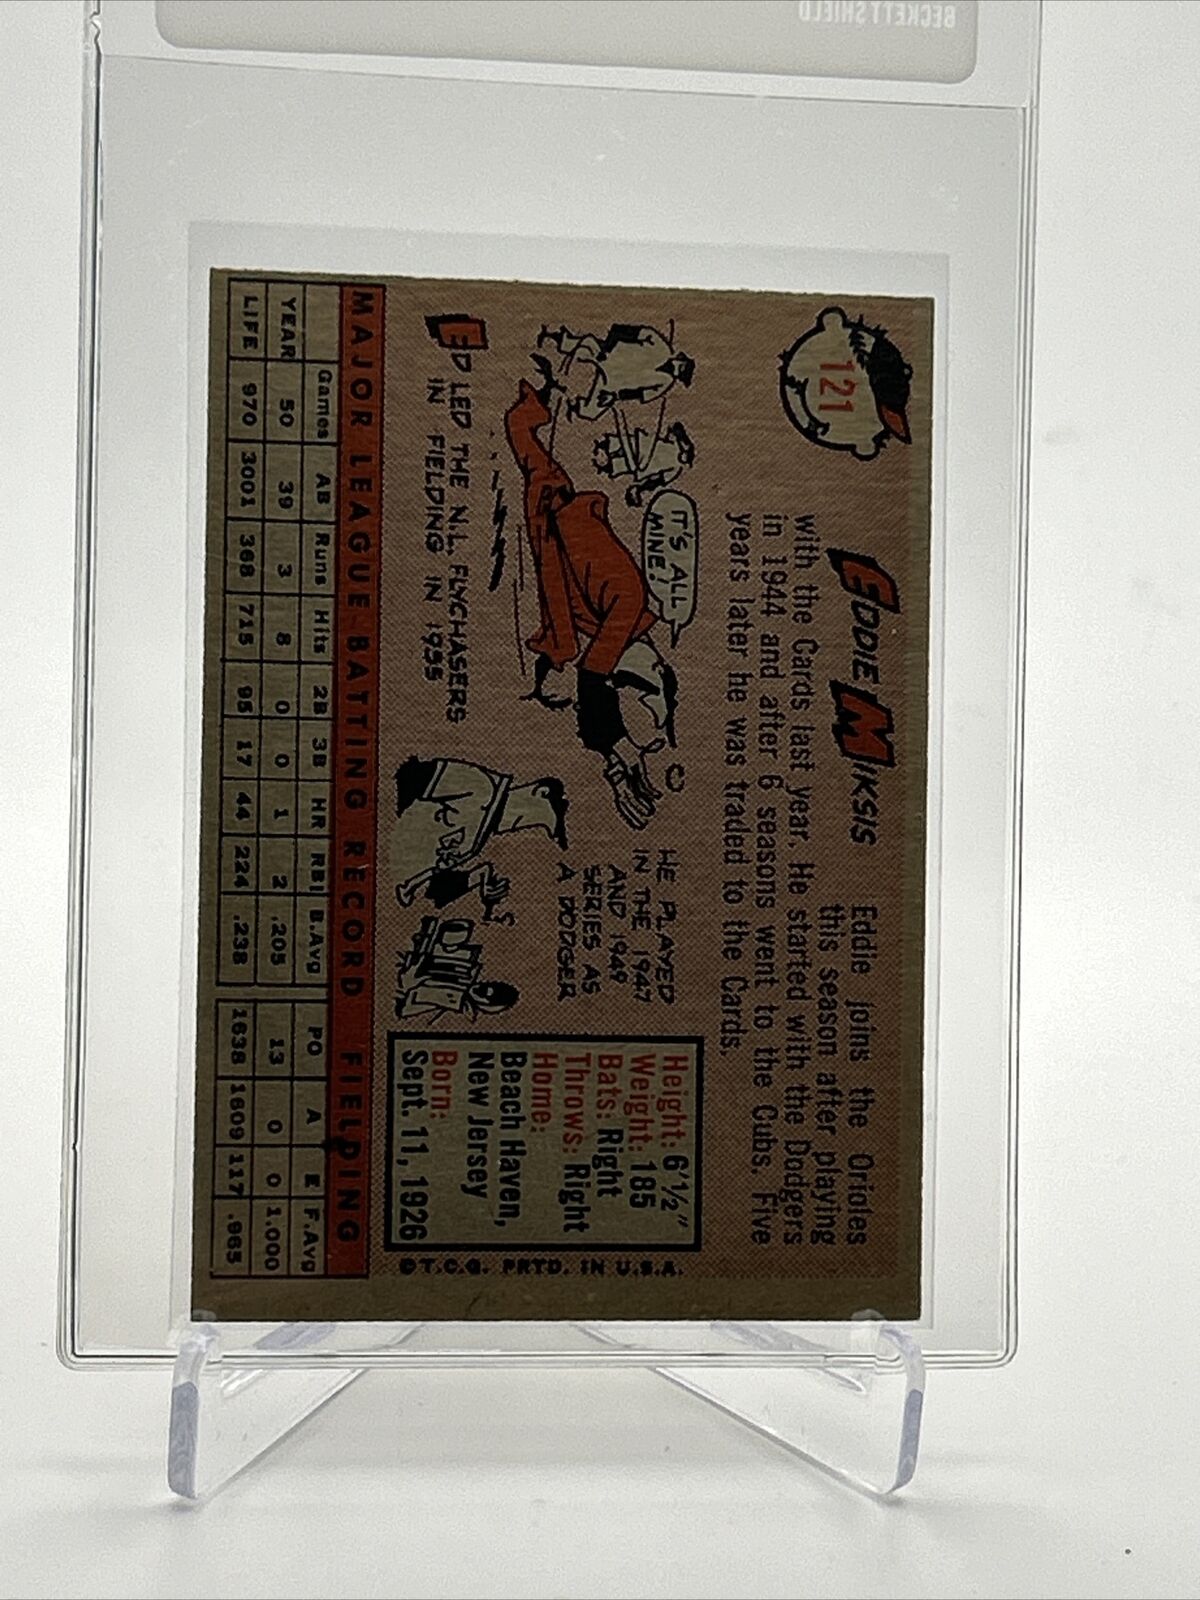 BECKETT SHIELD
121
EDDIE MIKSIS
Eddie joins the Orioles
this season after playing
with the Cards last year. He started with the Dodgers
in 1944 and after 6 seasons went to the Cubs. Five
years later he was traded to the Cards.
IT'S ALL
MINE!
ED LED THE N.L. FLYCHASERS
IN FIELDING IN 1955
HE PLAYED
IN THE 1947
AND 1949
SERIES AS
A DODGER
Height: 6'1½"
Weight: 185
Bats: Right
Throws: Right
Home:
Beach Haven,
New Jersey
Born:
Sept. 11, 1926
©T.C.G. PRTD. IN U.S.A.
MAJOR LEAGUE BATTING RECORD FIELDING
Games AB Runs Hits 2B 3B HR RBI B.Avg PO A E F.Avg
YEAR 50 39 3 8 0 0 1 2 .205 13 0 0 1.000
LIFE 970 3001 368 715 95 17 44 224 .238 1638 1609 117 .965